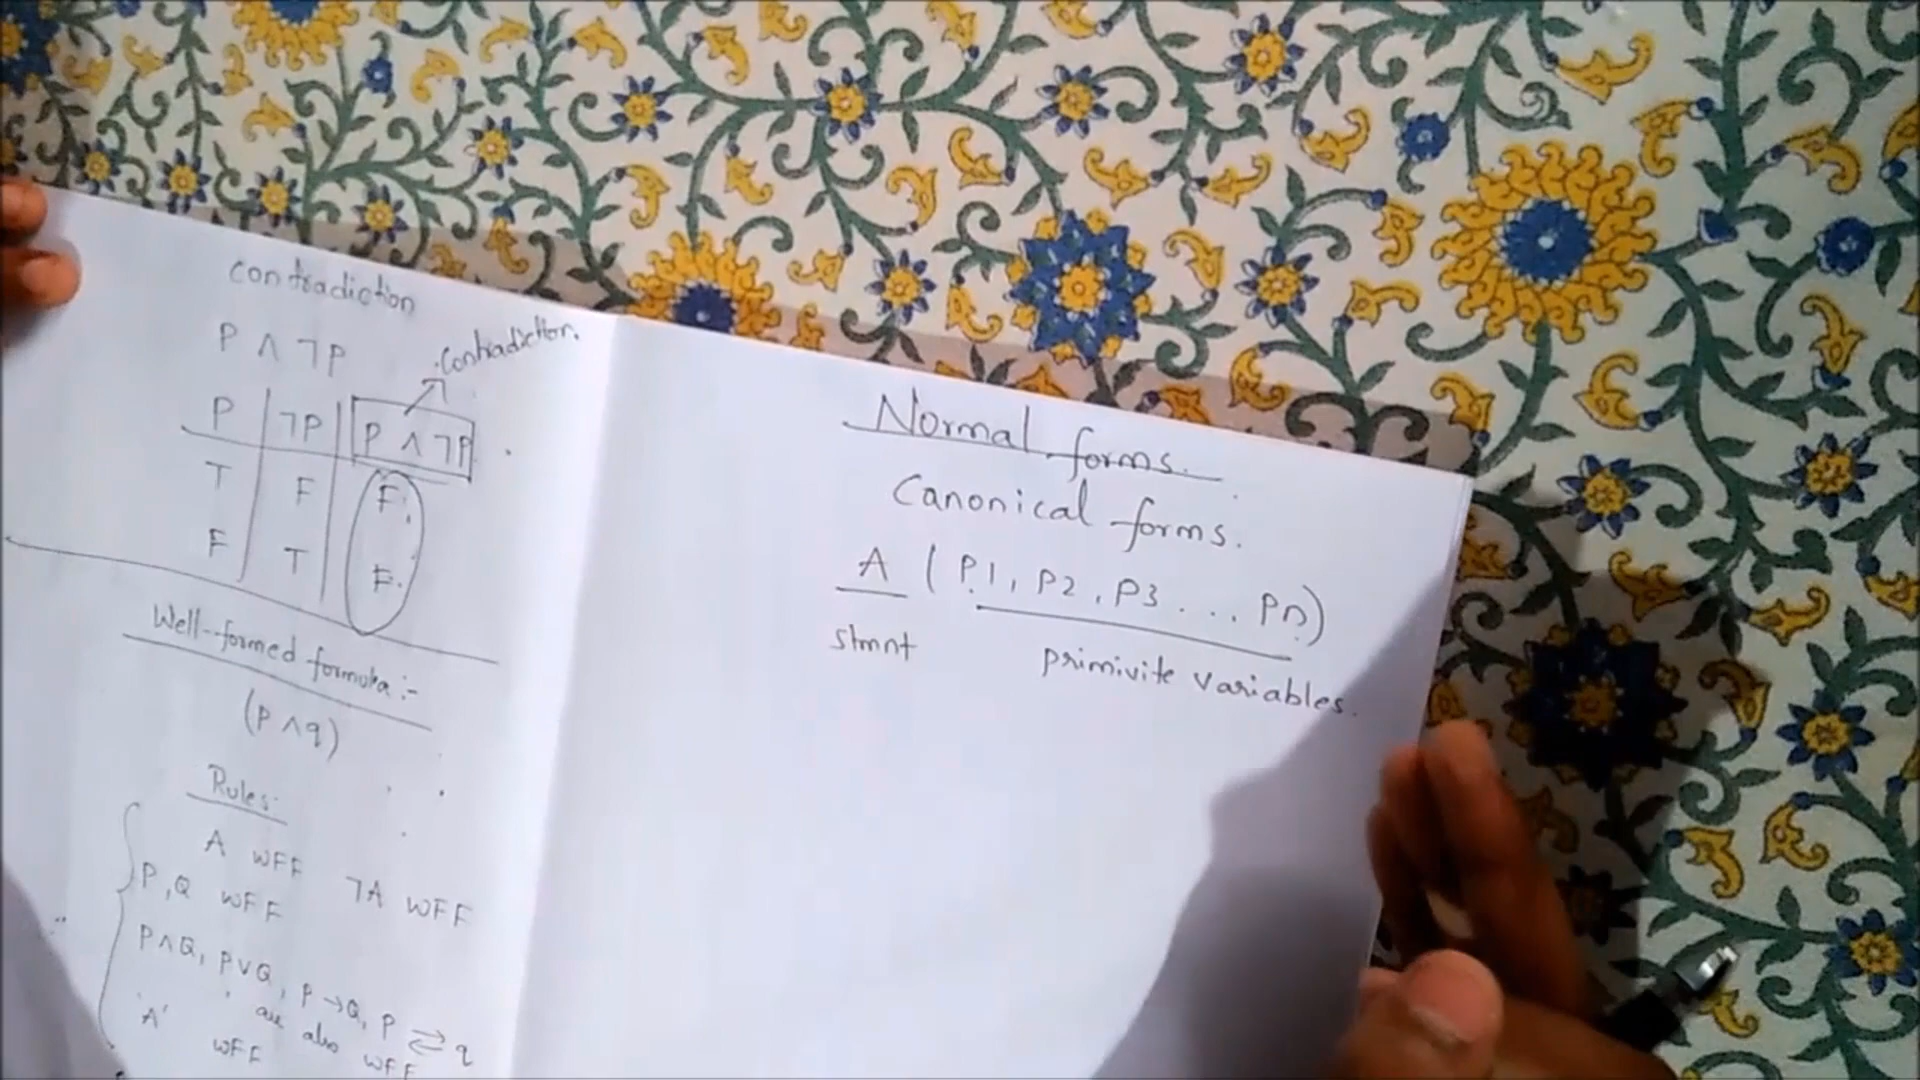 contradiction
P ∧ ¬P
contradiction.
P ¬P P ∧ ¬P
T F F
F T F
Well-formed formula :-
(P ∧ q)
Rules:
A WFF ¬A WFF
P, Q WFF
P∧Q, P∨Q, P→Q, P ⇄ q
are also WFF
'A' WFF
Normal forms.
Canonical forms.
A (P1, P2, P3 ... Pn)
stmnt primivite variables.